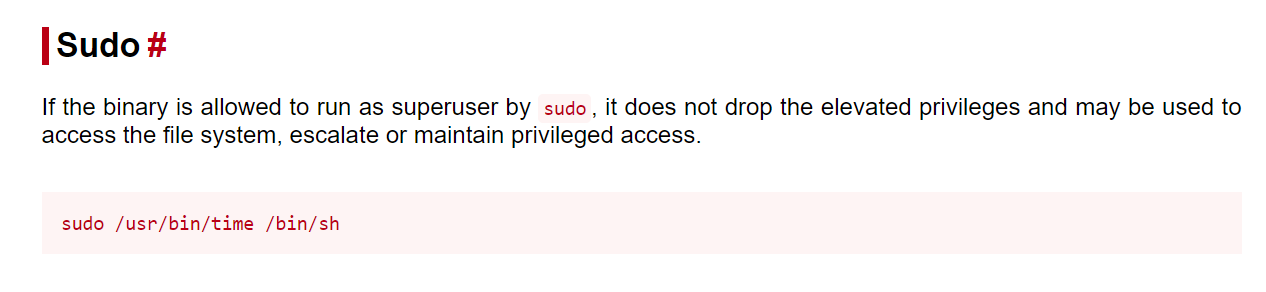 Sudo #
If the binary is allowed to run as superuser by sudo, it does not drop the elevated privileges and may be used to
access the file system, escalate or maintain privileged access.
sudo /usr/bin/time /bin/sh